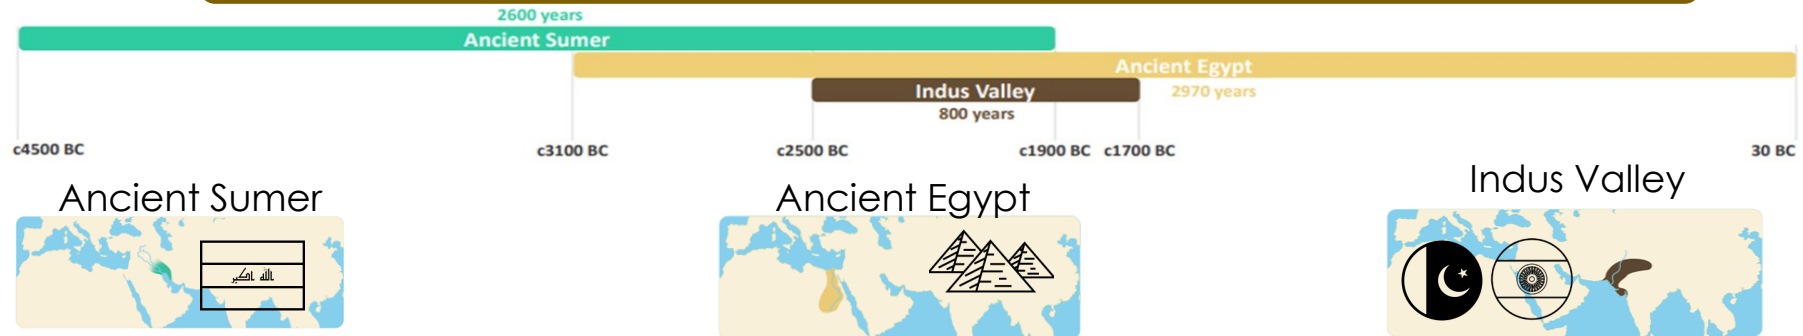 2600 years
Ancient Sumer
Ancient Egypt
Indus Valley
2970 years
800 years
c4500 BC
c3100 BC
c2500 BC
c1900 BC
c1700 BC
30 BC
Ancient Sumer
Ancient Egypt
Indus Valley
الله اكبر